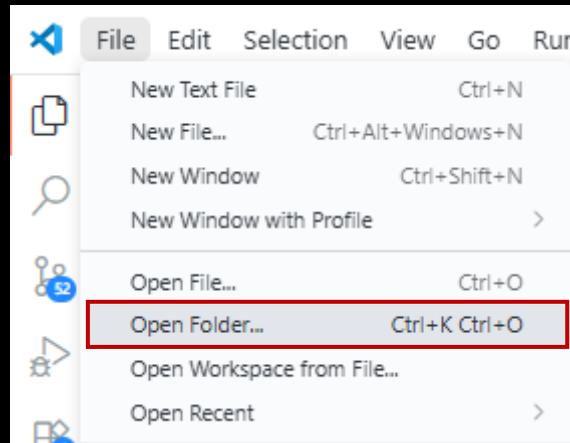 File Edit Selection View Go Run
New Text File Ctrl+N
New File... Ctrl+Alt+Windows+N
New Window Ctrl+Shift+N
New Window with Profile
52
Open File... Ctrl+O
Open Folder... Ctrl+K Ctrl+O
Open Workspace from File...
Open Recent